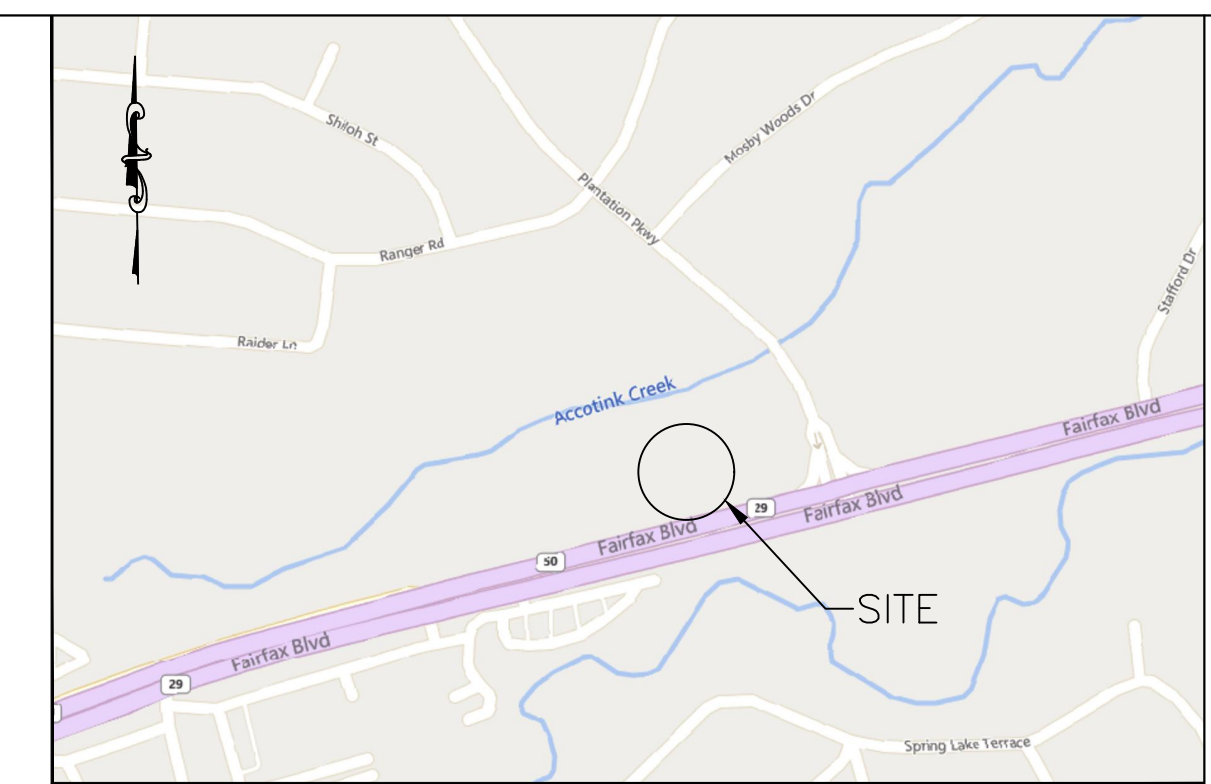 Shiloh St
Mosby Woods Dr
Plantation Pkwy
Ranger Rd
Stafford Dr
Raider Ln
Accotink Creek
Fairfax Blvd
29
Fairfax Blvd
Fairfax Blvd
50
SITE
Fairfax Blvd
29
Spring Lake Terrace